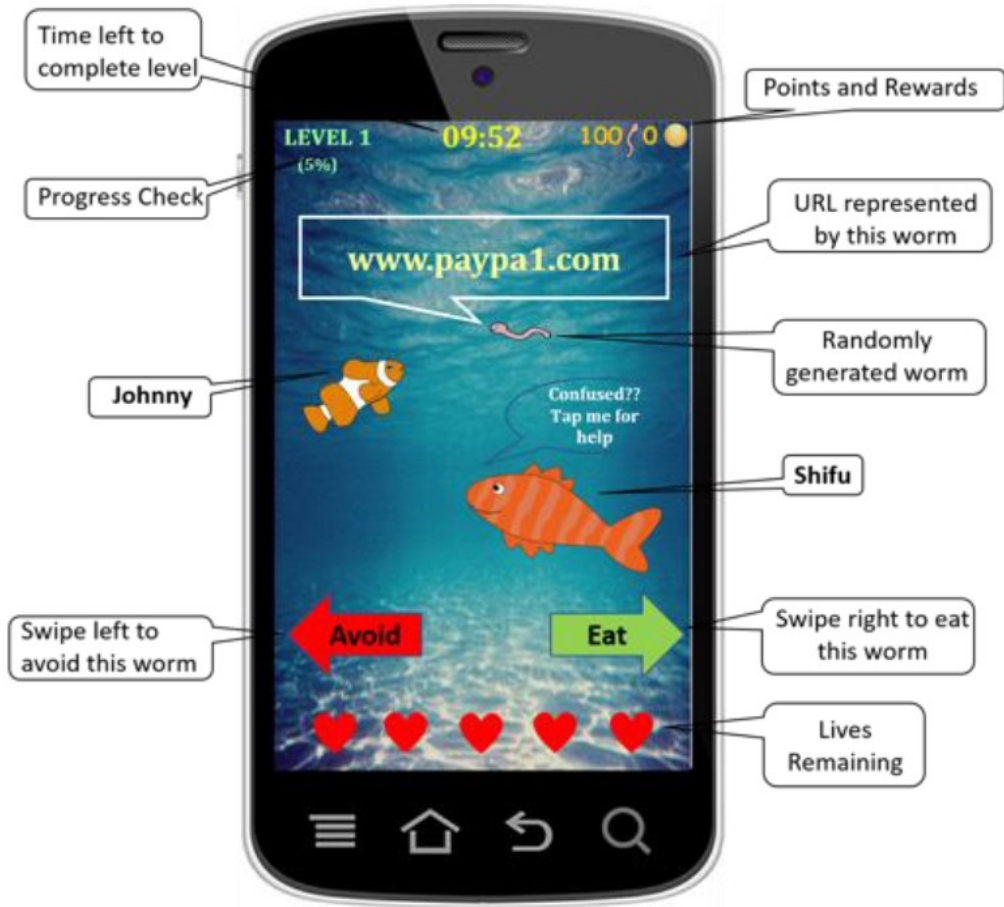 Time left to
complete level
Points and Rewards
LEVEL 1
09:52
100 0
(5%)
Progress Check
URL represented
by this worm
www.paypa1.com
Randomly
generated worm
Johnny
Confused??
Tap me for
help
Shifu
Swipe left to
avoid this worm
Avoid
Eat
Swipe right to eat
this worm
Lives
Remaining